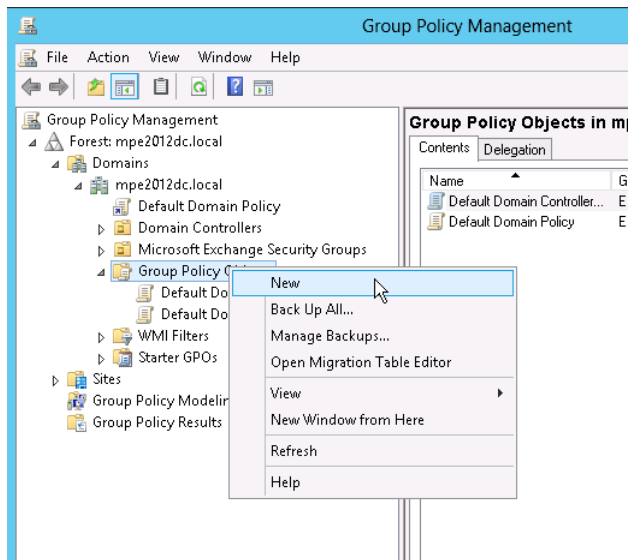 Group Policy Management
File Action View Window Help
Group Policy Management
Forest: mpe2012dc.local
Domains
mpe2012dc.local
Default Domain Policy
Domain Controllers
Microsoft Exchange Security Groups
Group Policy
Default Do
Default Do
WMI Filters
Starter GPOs
Sites
Group Policy Modelin
Group Policy Results
New
Back Up All...
Manage Backups...
Open Migration Table Editor
View
New Window from Here
Refresh
Help
Group Policy Objects in m
Contents Delegation
Name G
Default Domain Controller... E
Default Domain Policy E